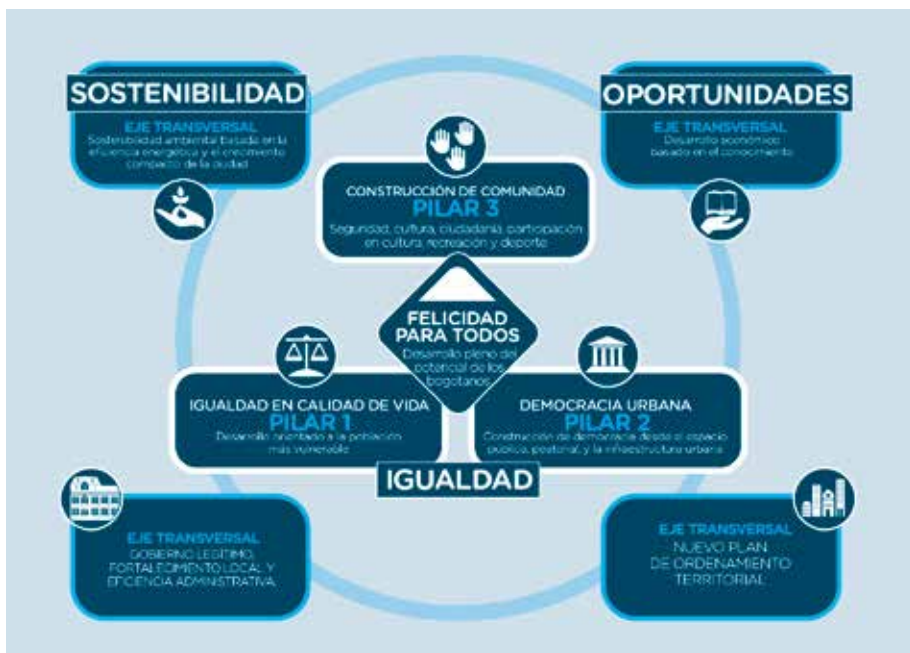 SOSTENIBILIDAD
EJE TRANSVERSAL
Sostenibilidad ambiental basada en la
eficiencia energética y el crecimiento
compacto de la ciudad
OPORTUNIDADES
EJE TRANSVERSAL
Desarrollo económico
basado en el conocimiento
CONSTRUCCIÓN DE COMUNIDAD
PILAR 3
Seguridad, cultura, ciudadanía, participación
en cultura, recreación y deporte
FELICIDAD
PARA TODOS
Desarrollo pleno del
potencial de los
bogotanos
IGUALDAD EN CALIDAD DE VIDA
PILAR 1
Desarrollo orientado a la población
más vulnerable
DEMOCRACIA URBANA
PILAR 2
Construcción de democracia desde el espacio
público, peatonal, y la infraestructura urbana
IGUALDAD
EJE TRANSVERSAL
GOBIERNO LEGÍTIMO,
FORTALECIMIENTO LOCAL Y
EFICIENCIA ADMINISTRATIVA
EJE TRANSVERSAL
NUEVO PLAN
DE ORDENAMIENTO
TERRITORIAL